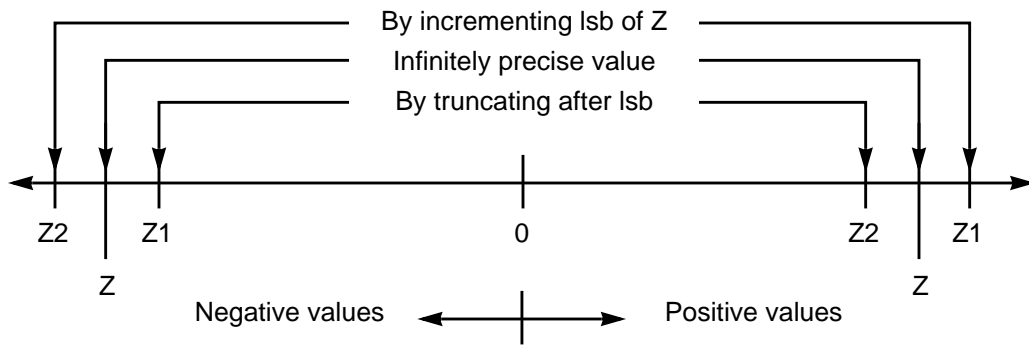 By incrementing lsb of Z
Infinitely precise value
By truncating after lsb
Z2 Z1 0 Z2 Z1
Z Z
Negative values Positive values